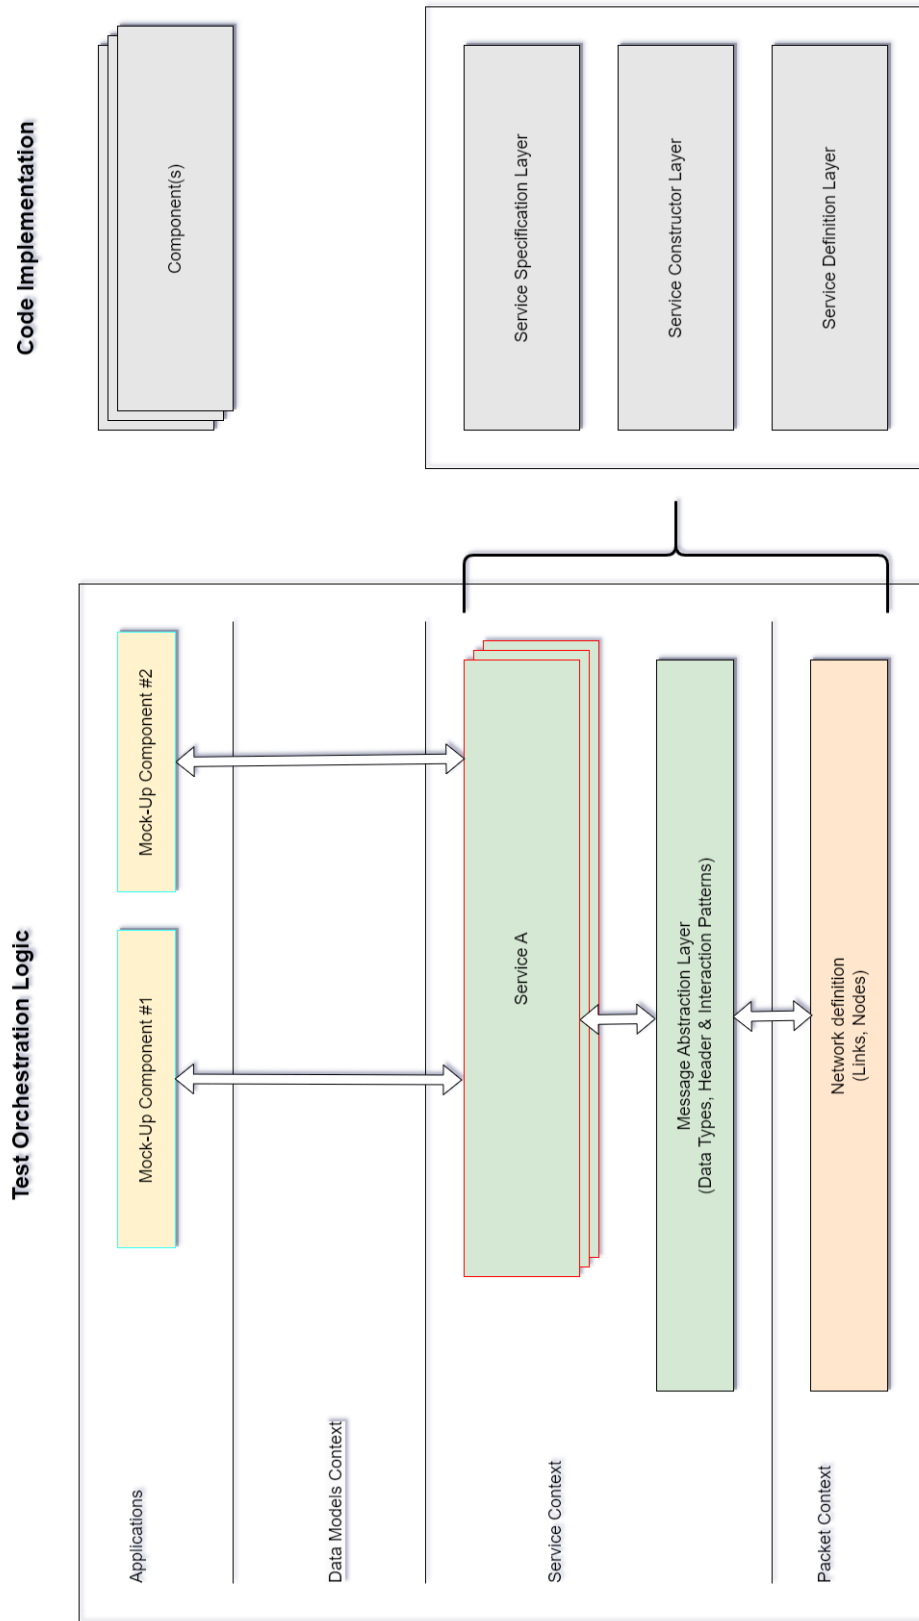 Test Orchestration Logic
Code Implementation
Applications
Mock-Up Component #1
Mock-Up Component #2
Component(s)
Data Models Context
Service Context
Service A
Message Abstraction Layer
(Data Types, Header & Interaction Patterns)
Service Specification Layer
Service Constructor Layer
Service Definition Layer
Packet Context
Network definition
(Links, Nodes)